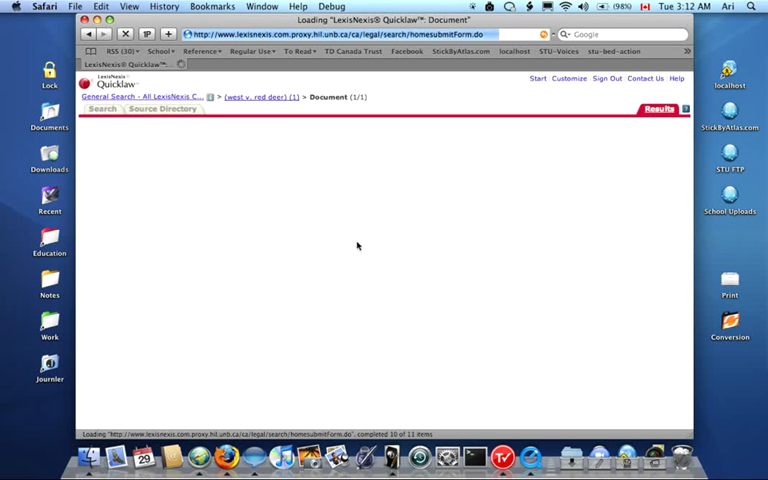 Safari File Edit View History Bookmarks Window Help Debug (98%) Tue 3:12 AM Ari
Loading "LexisNexis® Quicklaw™: Document"
http://www.lexisnexis.com.proxy.hil.unb.ca/ca/legal/search/homesubmitForm.do Google
RSS (30) School Reference Regular Use To Read TD Canada Trust Facebook StickByAtlas.com localhost STU-Voices stu-bed-action
LexisNexis® Quicklaw™:...
LexisNexis®
Quicklaw™
Start Customize Sign Out Contact Us Help
General Search - All LexisNexis C... > (west v. red deer) (1) > Document (1/1)
Search Source Directory Results
Lock
Documents
Downloads
Recent
Education
Notes
Work
Journler
localhost
StickByAtlas.com
STU FTP
School Uploads
Print
Conversion
Loading "http://www.lexisnexis.com.proxy.hil.unb.ca/ca/legal/search/homesubmitForm.do", completed 10 of 11 items
29